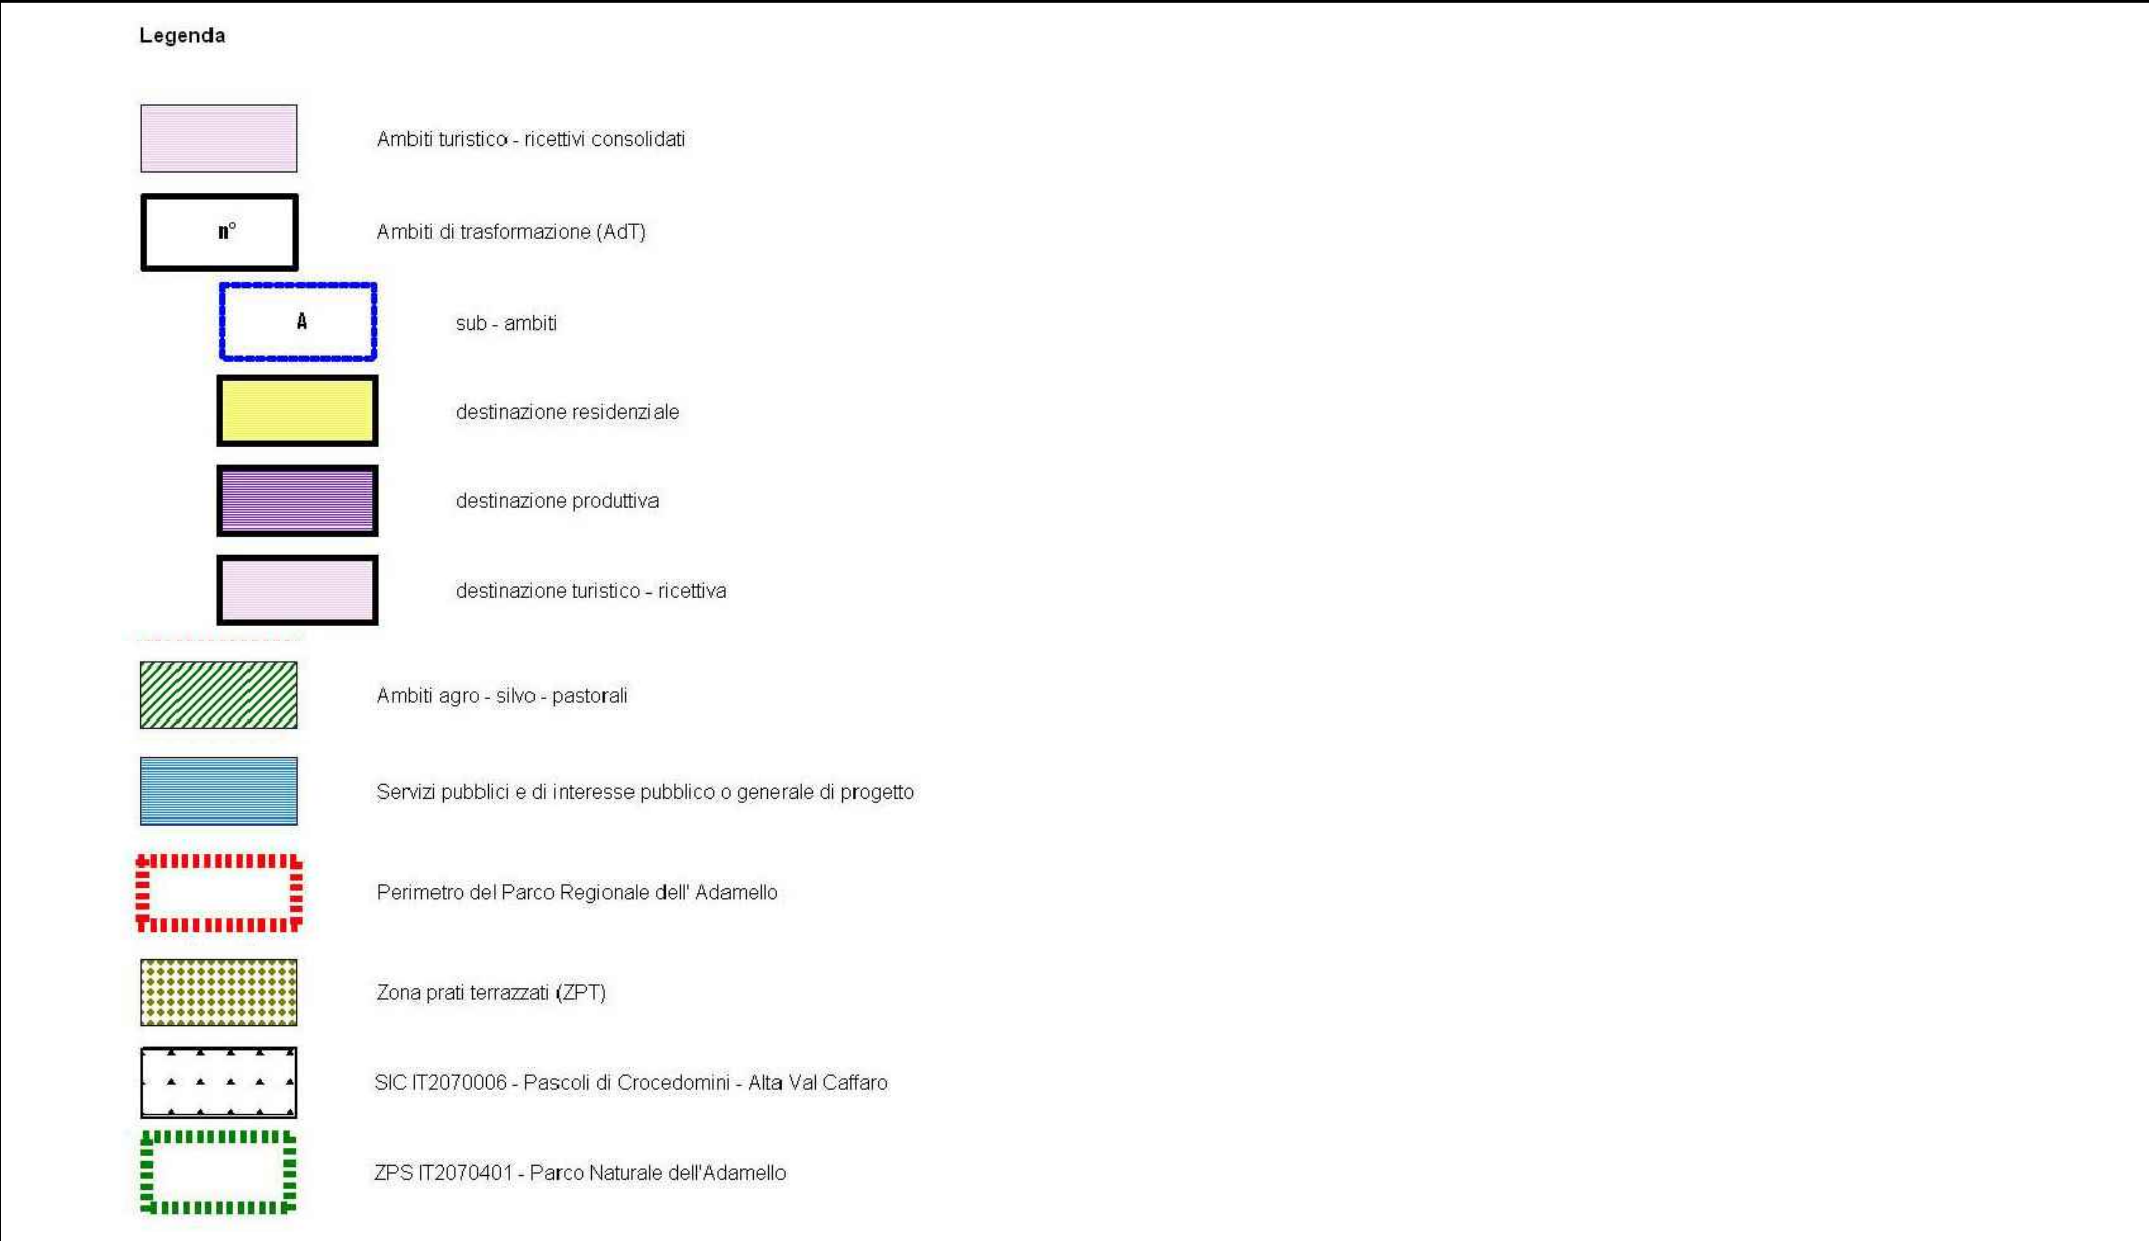 Legenda
Ambiti turistico - ricettivi consolidati
n°
Ambiti di trasformazione (AdT)
A
sub - ambiti
destinazione residenziale
destinazione produttiva
destinazione turistico - ricettiva
Ambiti agro - silvo - pastorali
Servizi pubblici e di interesse pubblico o generale di progetto
Perimetro del Parco Regionale dell' Adamello
Zona prati terrazzati (ZPT)
SIC IT2070006 - Pascoli di Crocedomini - Alta Val Caffaro
ZPS IT2070401 - Parco Naturale dell'Adamello